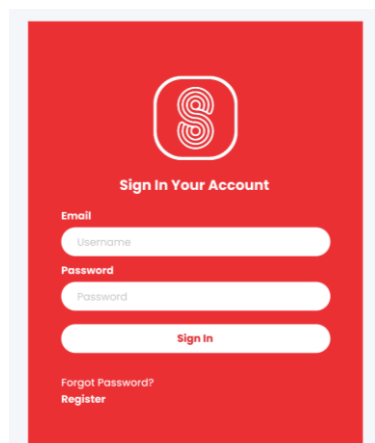 Sign In Your Account
Email
Username
Password
Password
Sign In
Forgot Password?
Register